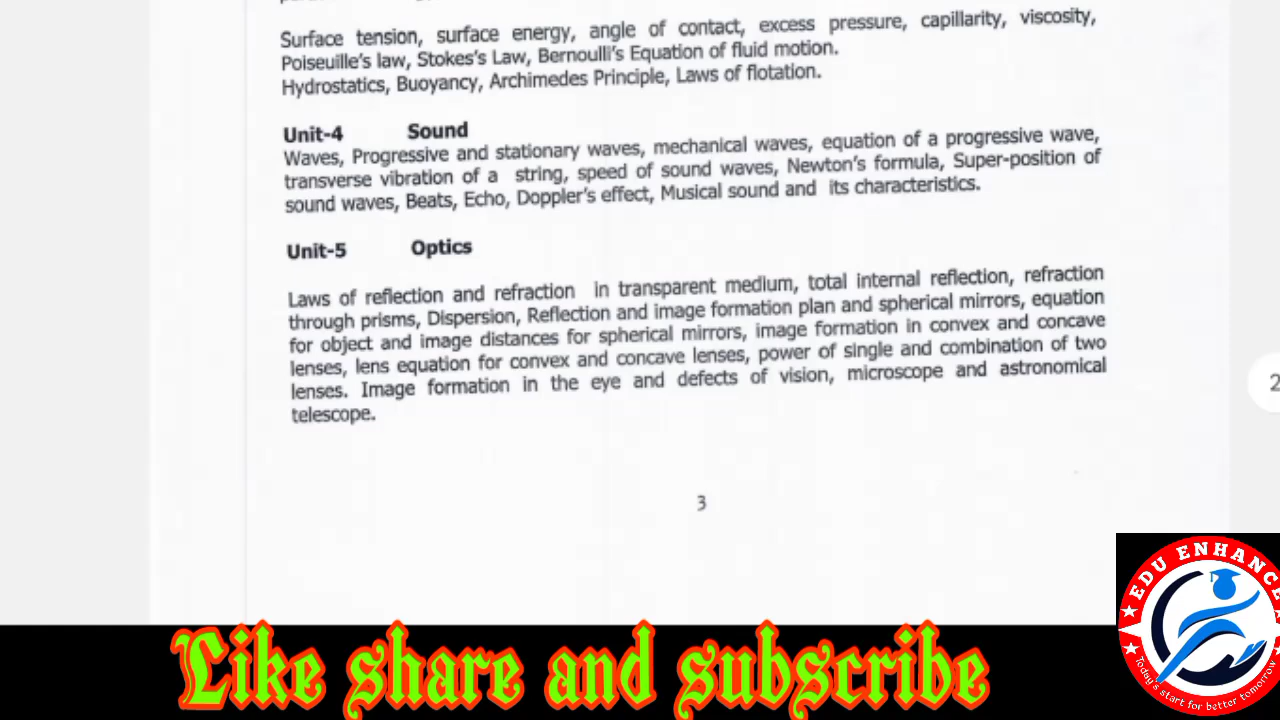 Surface tension, surface energy, angle of contact, excess pressure, capillarity, viscosity,
Poiseuille's law, Stokes's Law, Bernoulli's Equation of fluid motion.
Hydrostatics, Buoyancy, Archimedes Principle, Laws of flotation.
Unit-4 Sound
Waves, Progressive and stationary waves, mechanical waves, equation of a progressive wave,
transverse vibration of a string, speed of sound waves, Newton's formula, Super-position of
sound waves, Beats, Echo, Doppler's effect, Musical sound and its characteristics.
Unit-5 Optics
Laws of reflection and refraction in transparent medium, total internal reflection, refraction
through prisms, Dispersion, Reflection and image formation plan and spherical mirrors, equation
for object and image distances for spherical mirrors, image formation in convex and concave
lenses, lens equation for convex and concave lenses, power of single and combination of two
lenses. Image formation in the eye and defects of vision, microscope and astronomical
telescope.
2
3
EDU ENHANCE
Today's start for better tomorrow
Like share and subscribe